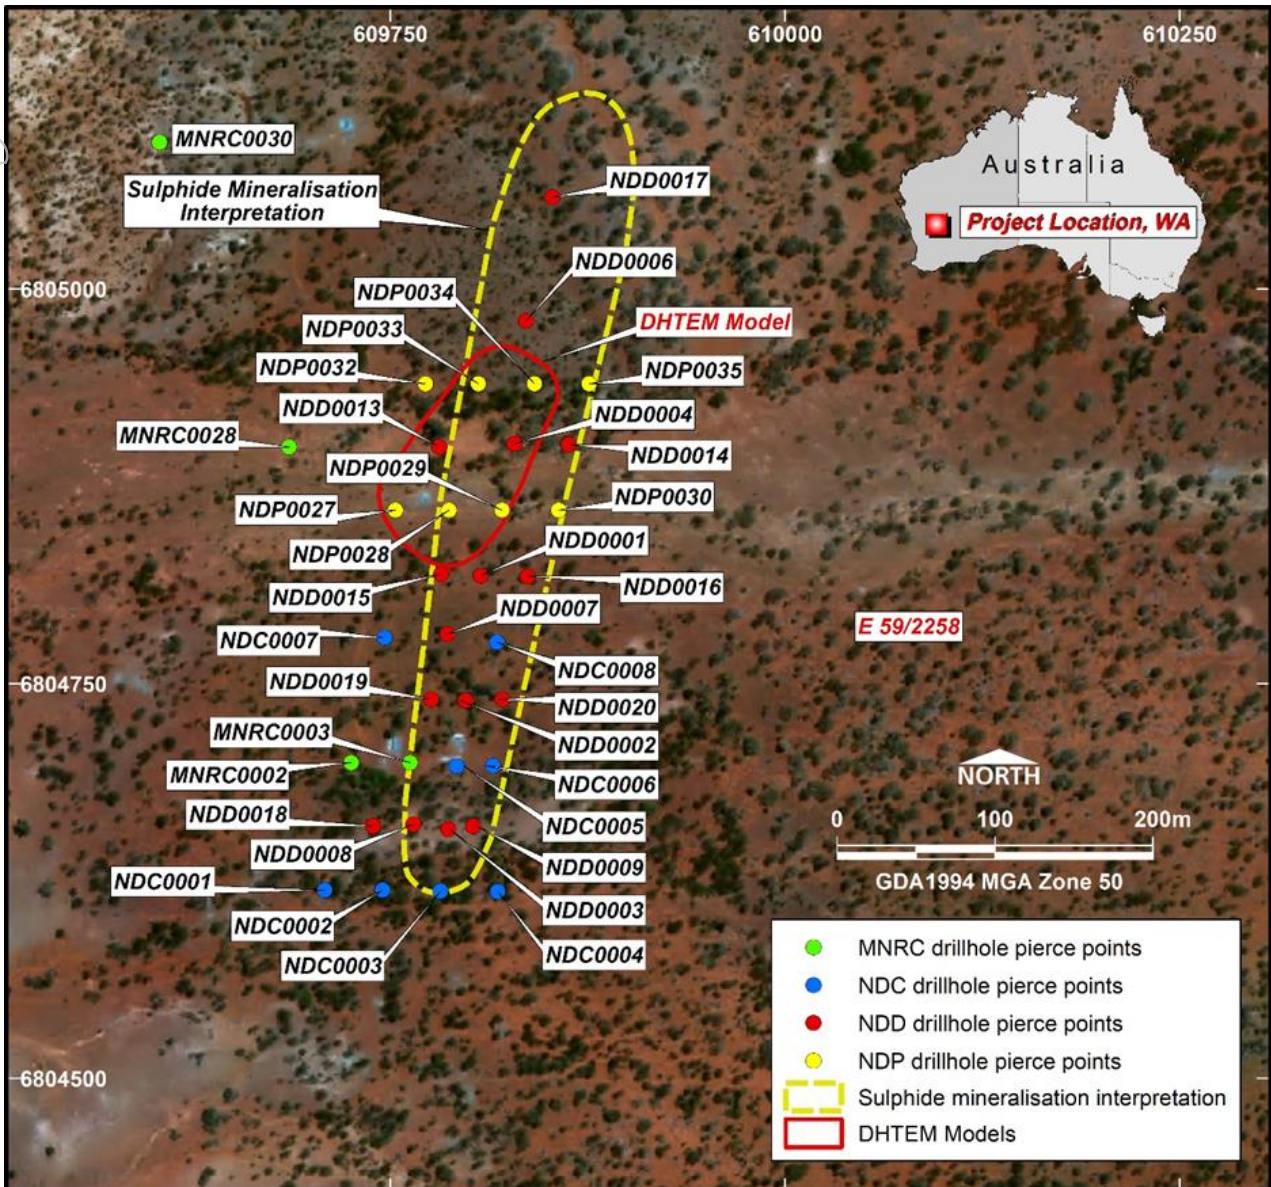 609750
610000
610250
MNRC0030
Sulphide Mineralisation
Interpretation
NDD0017
Australia
Project Location, WA
NDD0006
6805000
NDP0034
DHTEM Model
NDP0033
NDP0032
NDP0035
NDD0013
NDD0004
MNRC0028
NDD0014
NDP0029
NDP0030
NDP0027
NDP0028
NDD0001
NDD0015
NDD0016
NDD0007
NDC0007
E 59/2258
NDC0008
NDD0019
6804750
NDD0020
MNRC0003
NDD0002
MNRC0002
NDC0006
NORTH
NDD0018
NDC0005
0 100 200m
NDD0008
NDD0009
NDC0001
GDA1994 MGA Zone 50
NDD0003
NDC0002
NDC0004
NDC0003
MNRC drillhole pierce points
NDC drillhole pierce points
NDD drillhole pierce points
NDP drillhole pierce points
6804500
Sulphide mineralisation interpretation
DHTEM Models